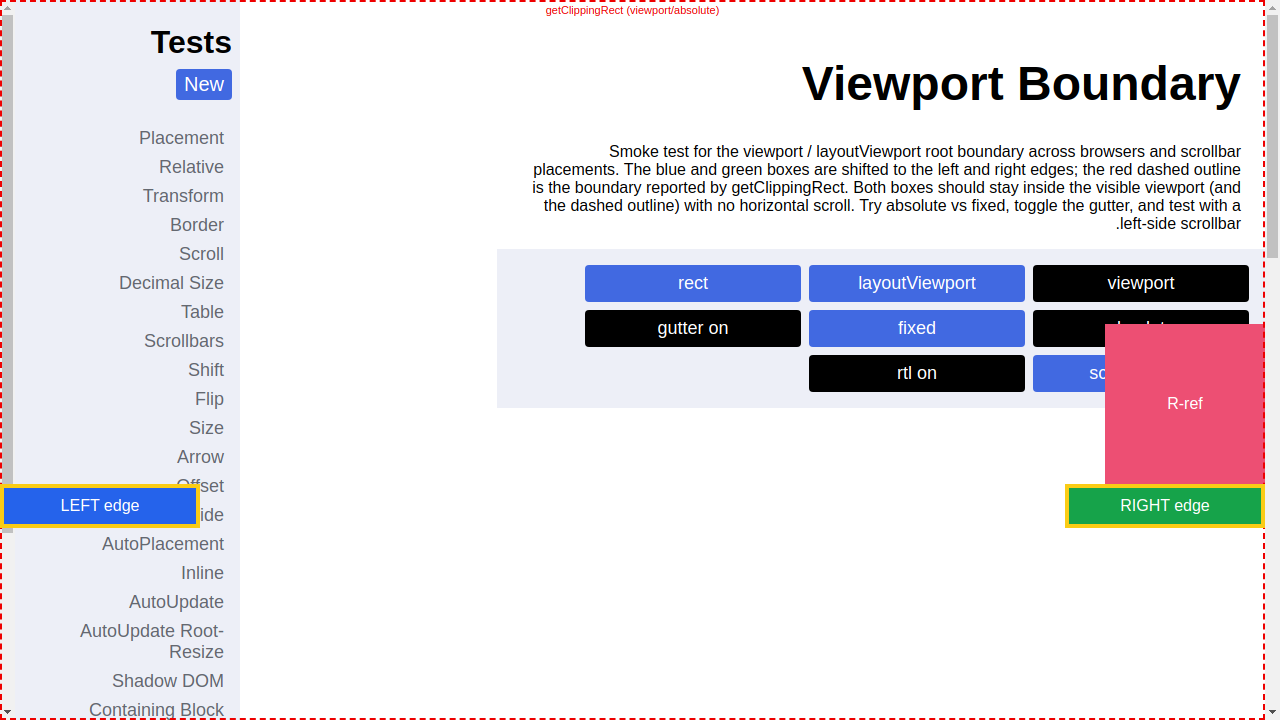 getClippingRect (viewport/absolute)
Tests
New
Placement
Relative
Transform
Border
Scroll
Decimal Size
Table
Scrollbars
Shift
Flip
Size
Arrow
Offset
LEFT edge
AutoPlacement
Inline
AutoUpdate
AutoUpdate Root-
Resize
Shadow DOM
Containing Block
Viewport Boundary
Smoke test for the viewport / layoutViewport root boundary across browsers and scrollbar
placements. The blue and green boxes are shifted to the left and right edges; the red dashed outline
is the boundary reported by getClippingRect. Both boxes should stay inside the visible viewport (and
the dashed outline) with no horizontal scroll. Try absolute vs fixed, toggle the gutter, and test with a
.left-side scrollbar
rect
layoutViewport
viewport
gutter on
fixed
rtl on
R-ref
RIGHT edge